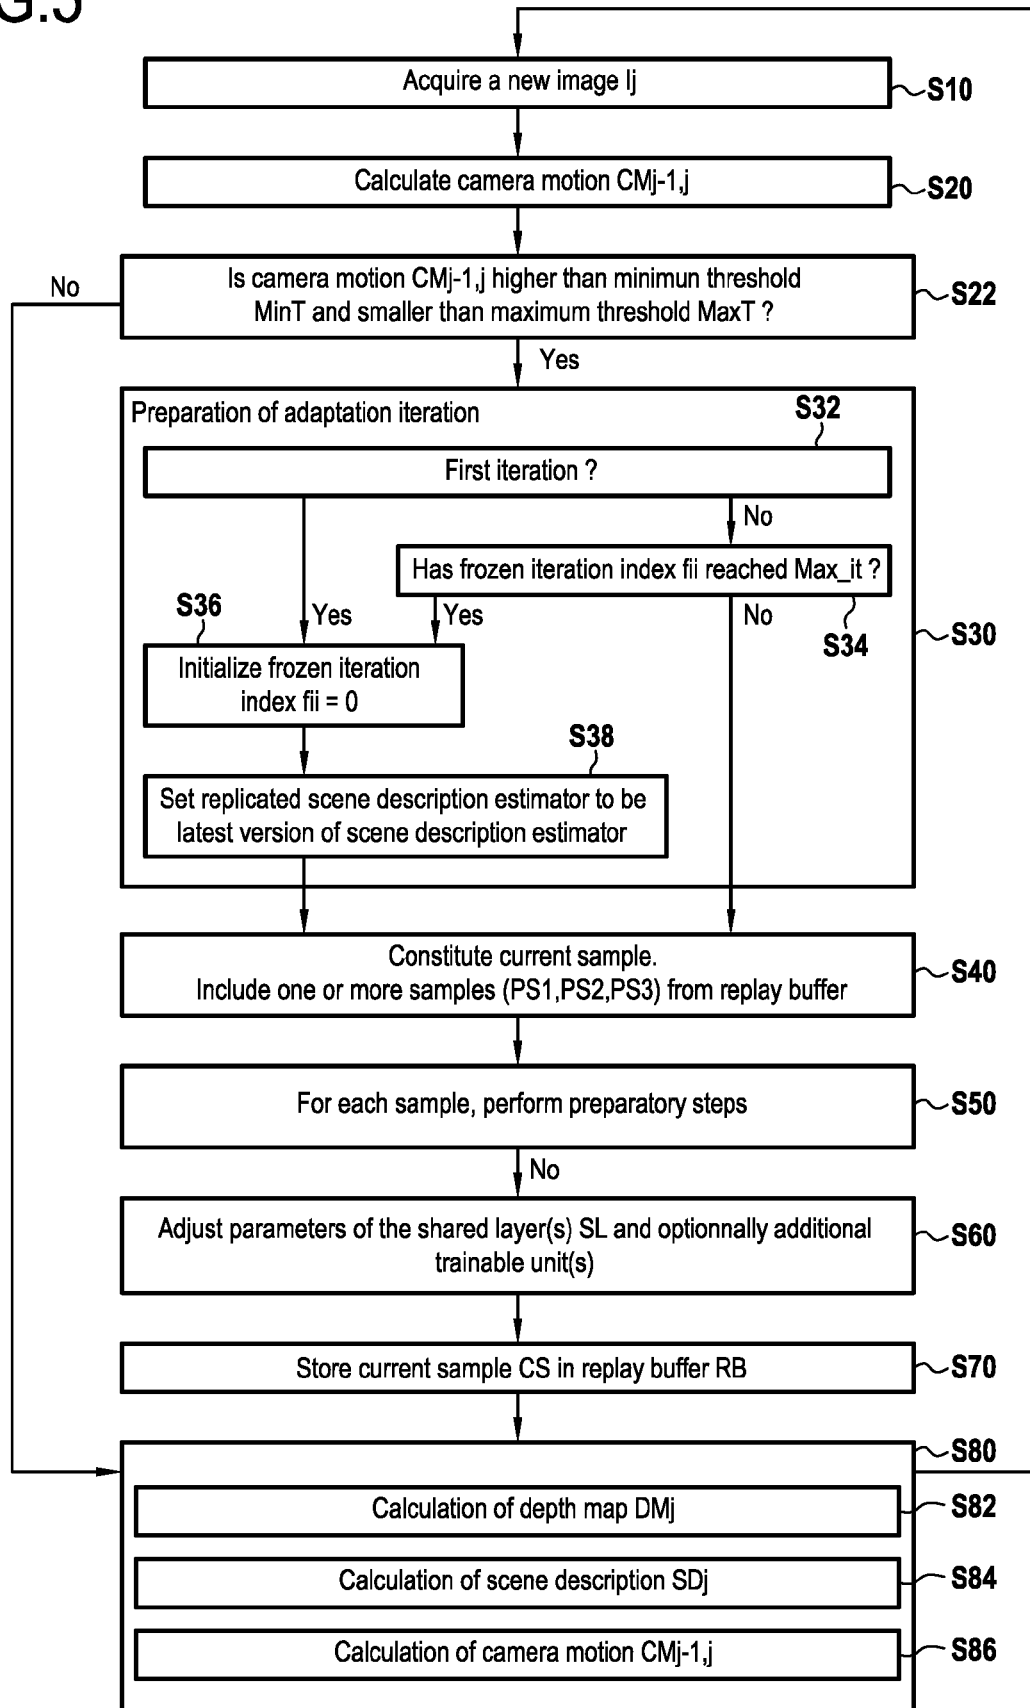 G.5
Acquire a new image Ij
S10
Calculate camera motion CMj-1,j
S20
No
Is camera motion CMj-1,j higher than minimun threshold
MinT and smaller than maximum threshold MaxT ?
S22
Yes
Preparation of adaptation iteration
S32
First iteration ?
No
Has frozen iteration index fii reached Max_it ?
S36
Yes
Yes
No
S34
S30
Initialize frozen iteration
index fii = 0
S38
Set replicated scene description estimator to be
latest version of scene description estimator
Constitute current sample.
Include one or more samples (PS1,PS2,PS3) from replay buffer
S40
For each sample, perform preparatory steps
S50
No
Adjust parameters of the shared layer(s) SL and optionnally additional
trainable unit(s)
S60
Store current sample CS in replay buffer RB
S70
S80
Calculation of depth map DMj
S82
Calculation of scene description SDj
S84
Calculation of camera motion CMj-1,j
S86